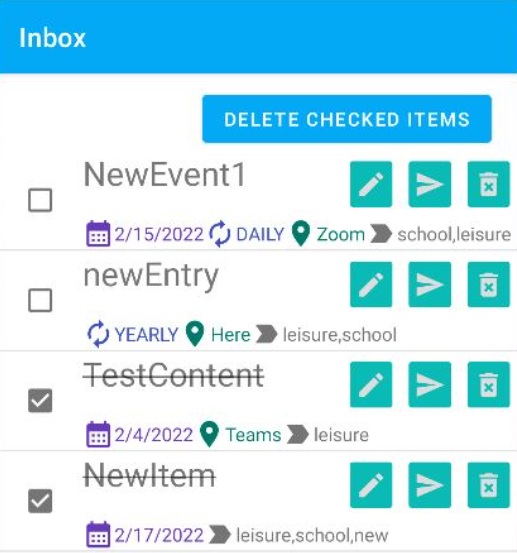 Inbox
DELETE CHECKED ITEMS
NewEvent1
2/15/2022 DAILY Zoom school,leisure
newEntry
YEARLY Here leisure,school
TestContent
2/4/2022 Teams leisure
NewItem
2/17/2022 leisure,school,new